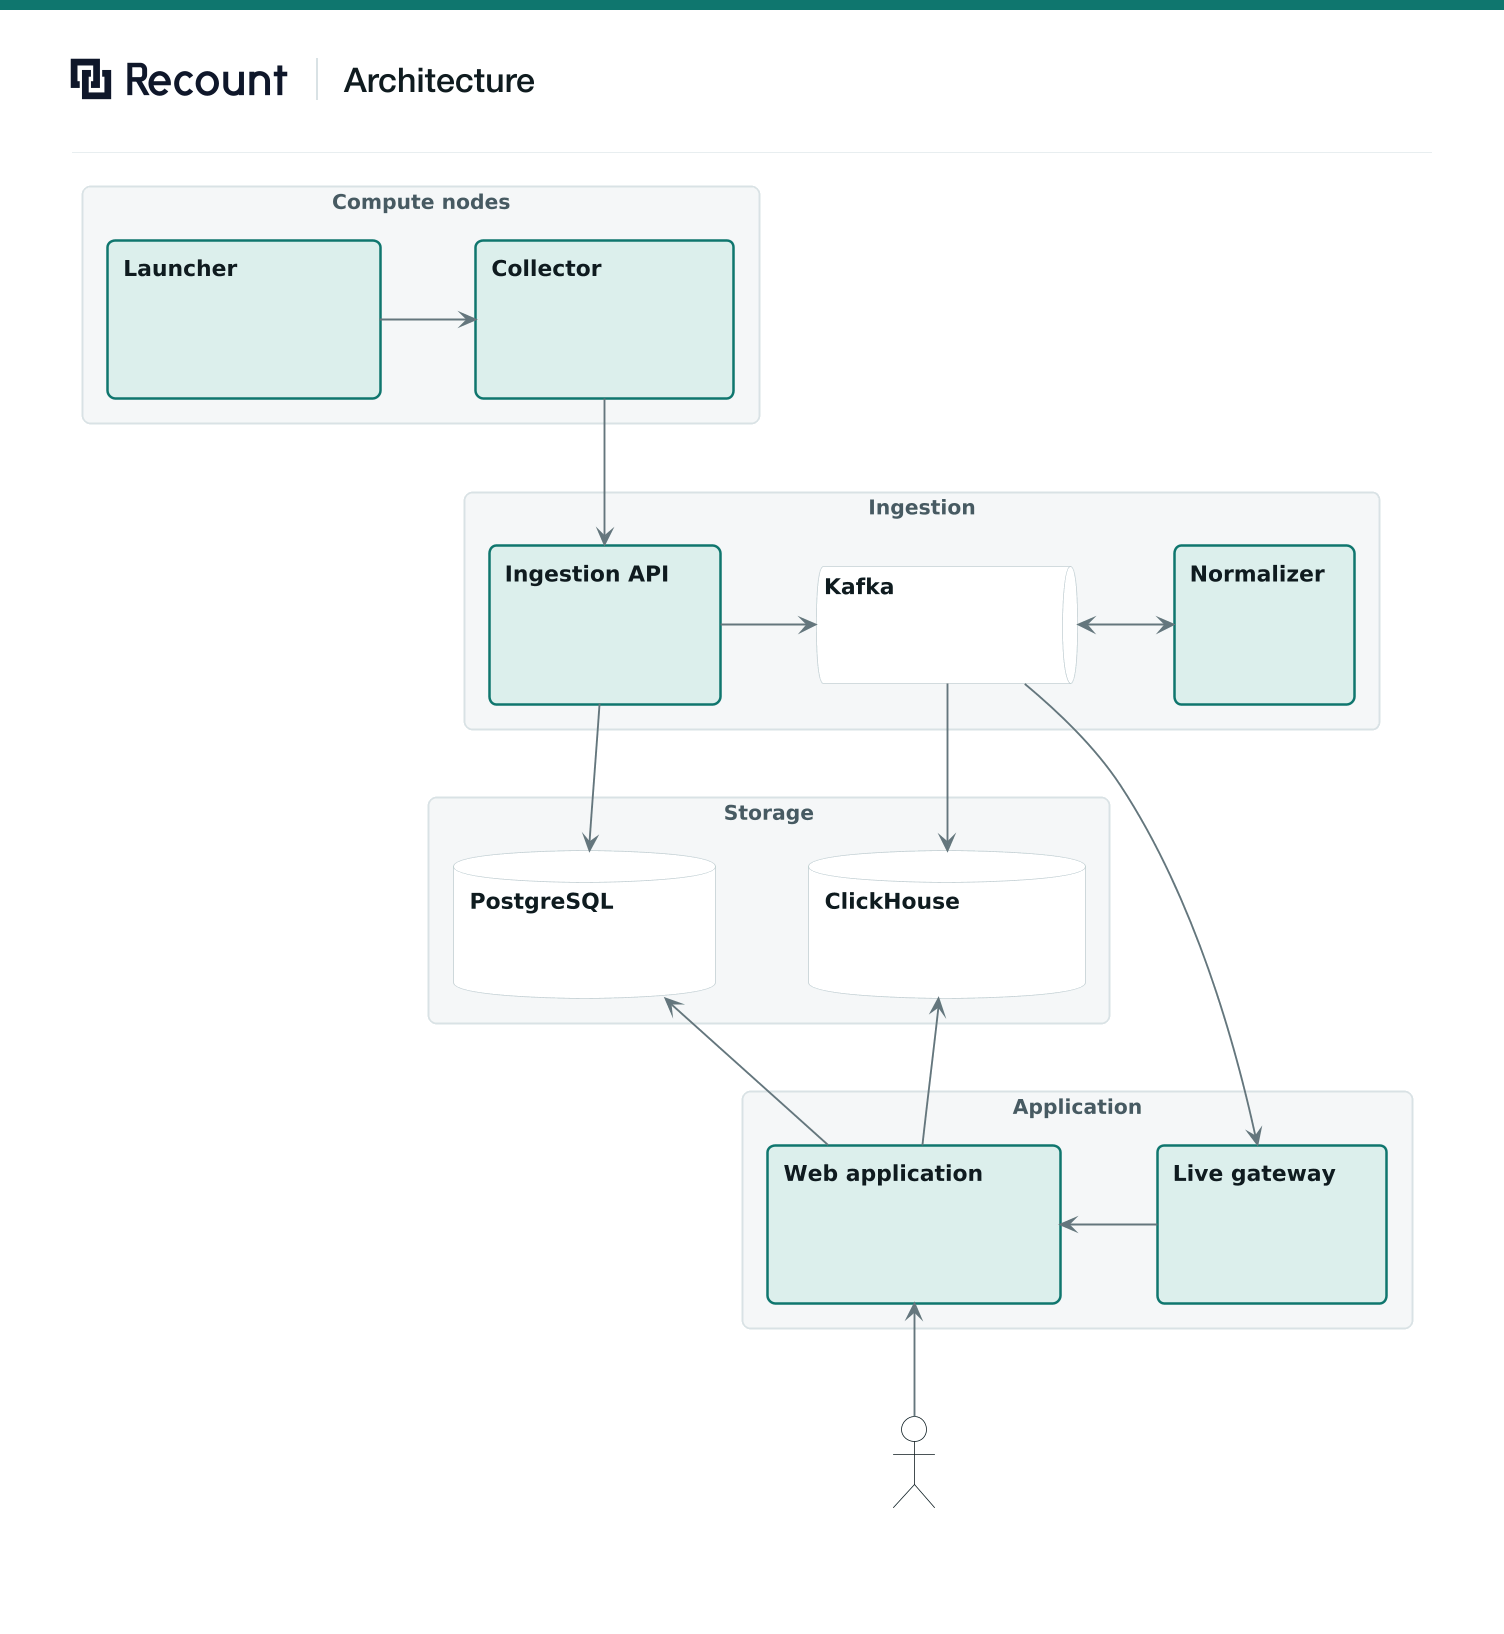 Recount
Architecture
Compute nodes
Launcher
Collector
Ingestion
Ingestion API
Kafka
Normalizer
Storage
PostgreSQL
ClickHouse
Application
Web application
Live gateway